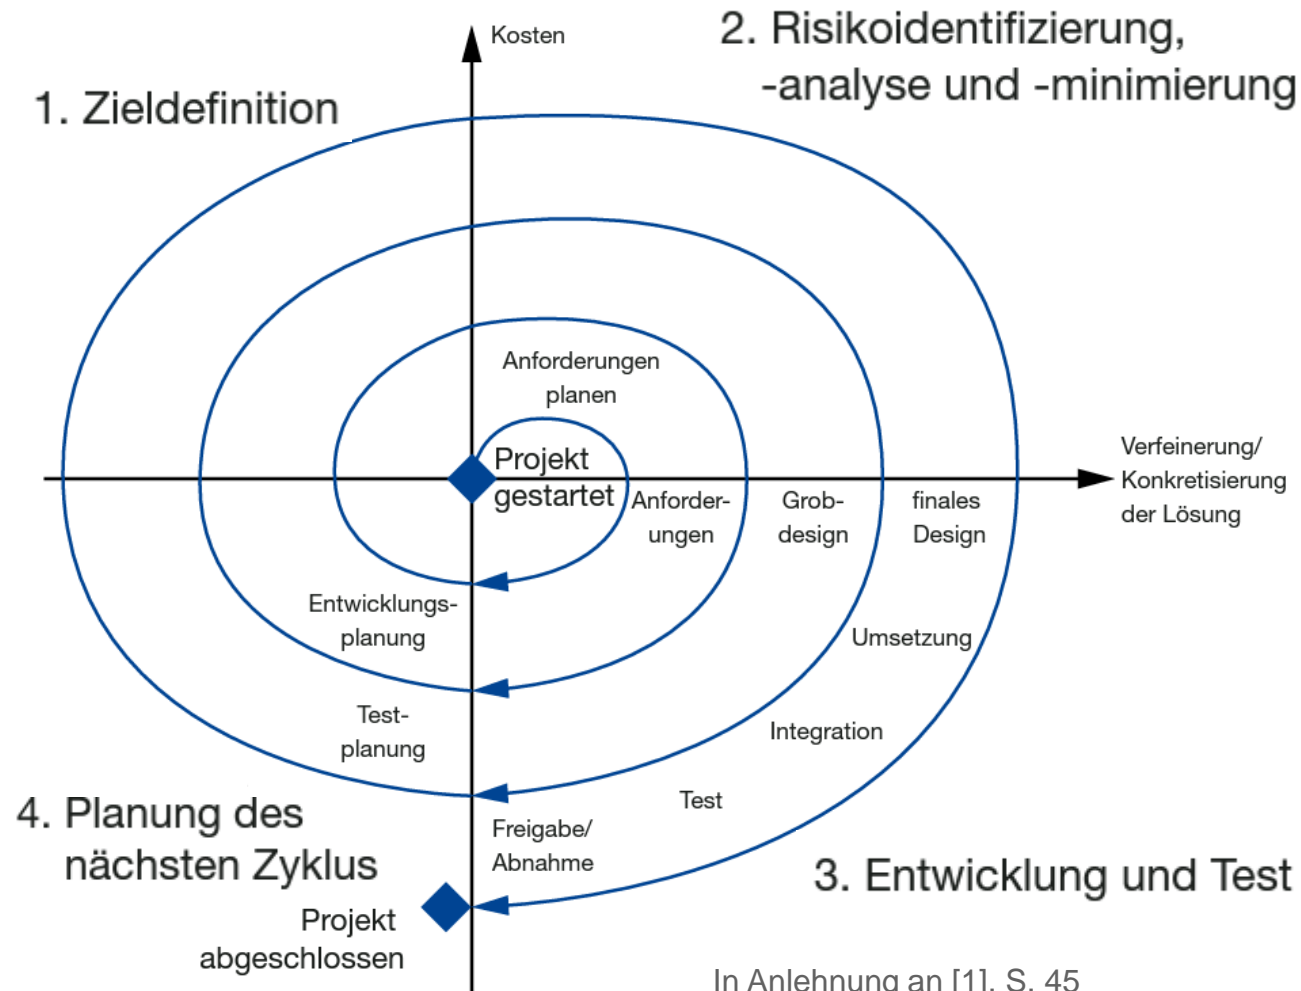 Kosten
2. Risikoidentifizierung,
-analyse und -minimierung
1. Zieldefinition
Anforderungen
planen
Projekt
gestartet
Verfeinerung/
Konkretisierung
der Lösung
Anforder-
ungen
Grob-
design
finales
Design
Entwicklungs-
planung
Umsetzung
Test-
planung
Integration
Test
4. Planung des
nächsten Zyklus
Freigabe/
Abnahme
3. Entwicklung und Test
Projekt
abgeschlossen
In Anlehnung an [1], S. 45